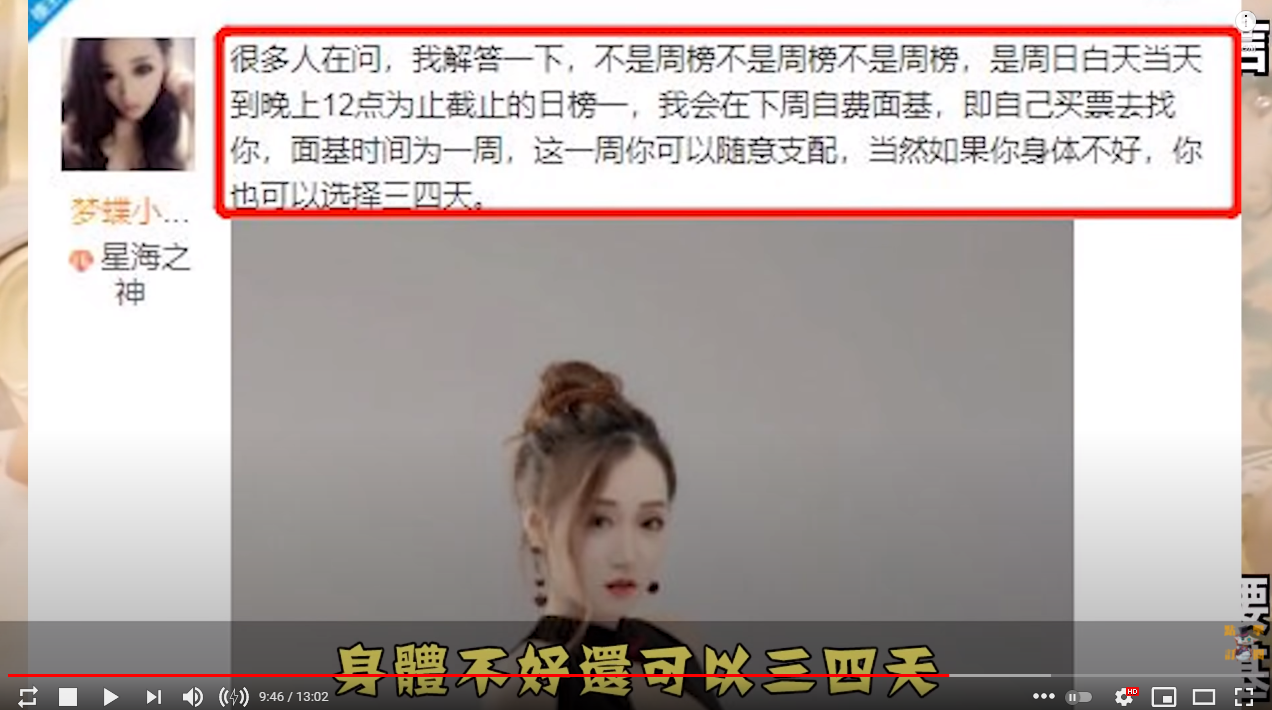 很多人在问，我解答一下，不是周榜不是周榜不是周榜，是周日白天当天
到晚上12点为止截止的日榜一，我会在下周自费面基，即自己买票去找
你，面基时间为一周，这一周你可以随意支配，当然如果你身体不好，你
也可以选择三四天。
梦蝶小...
星海之
神
身體不好還可以三四天
9:46 / 13:02
HD